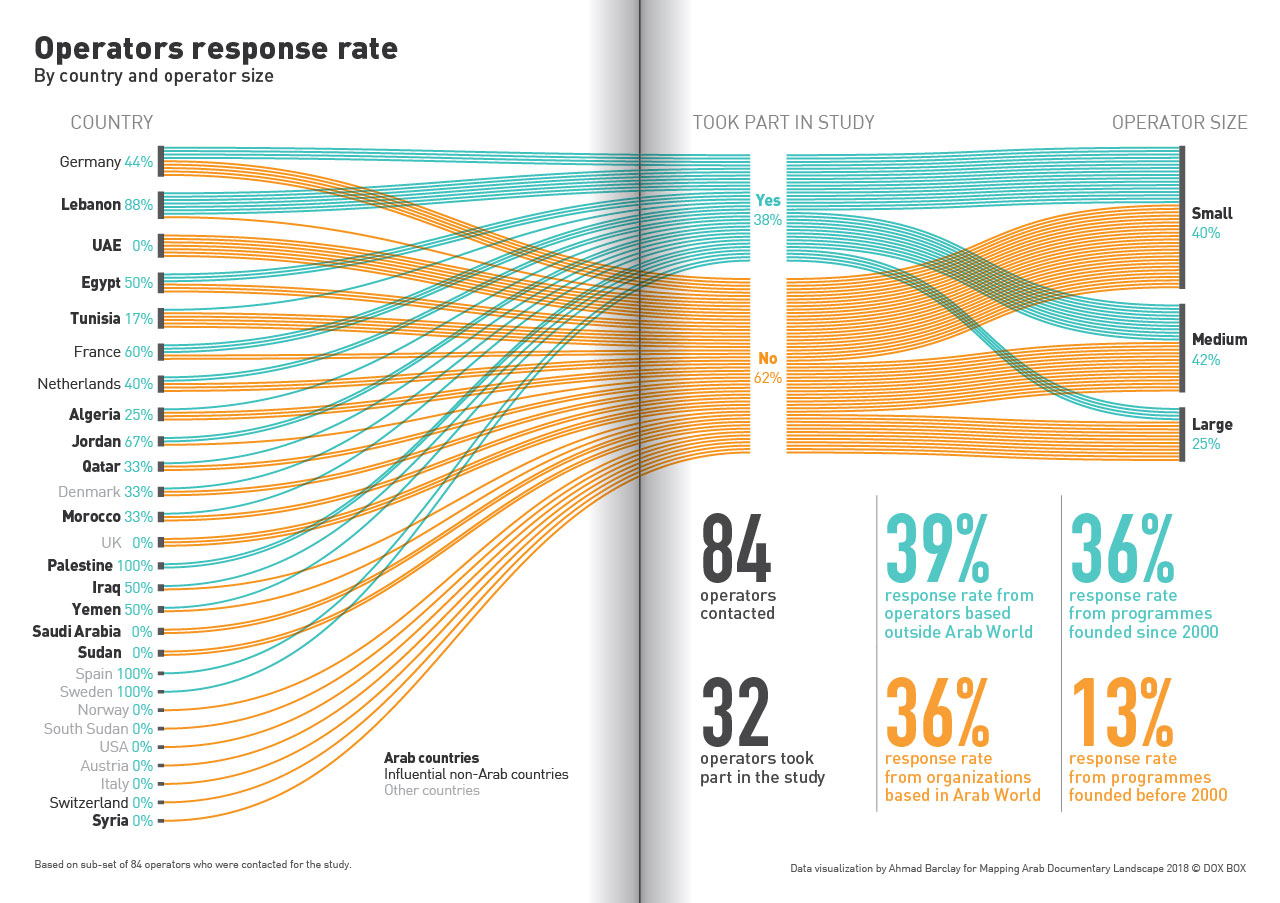 Operators response rate
By country and operator size
COUNTRY
TOOK PART IN STUDY
OPERATOR SIZE
Germany 44%
Lebanon 88%
UAE 0%
Egypt 50%
Tunisia 17%
France 60%
Netherlands 40%
Algeria 25%
Jordan 67%
Qatar 33%
Denmark 33%
Morocco 33%
UK 0%
Palestine 100%
Iraq 50%
Yemen 50%
Saudi Arabia 0%
Sudan 0%
Spain 100%
Sweden 100%
Norway 0%
South Sudan 0%
USA 0%
Austria 0%
Italy 0%
Switzerland 0%
Syria 0%
Arab countries
Influential non-Arab countries
Other countries
Based on sub-set of 84 operators who were contacted for the study.
Yes
38%
No
62%
Small
40%
Medium
42%
Large
25%
84
operators
contacted
39%
response rate from
operators based
outside Arab World
36%
response rate
from programmes
founded since 2000
32
operators took
part in the study
36%
response rate
from organizations
based in Arab World
13%
response rate
from programmes
founded before 2000
Data visualization by Ahmad Barclay for Mapping Arab Documentary Landscape 2018 © DOX BOX